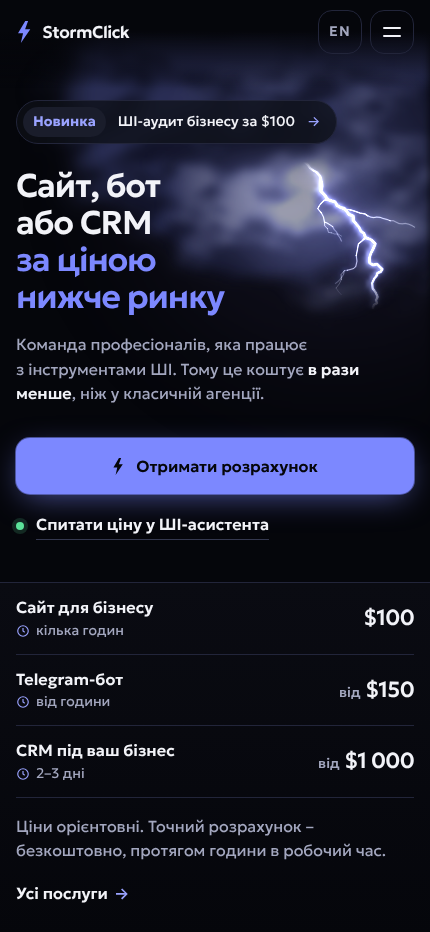 StormClick
EN
Новинка ШІ-аудит бізнесу за $100 →
Сайт, бот
або CRM
за ціною
нижче ринку
Команда професіоналів, яка працює
з інструментами ШІ. Тому це коштує в рази
менше, ніж у класичній агенції.
Отримати розрахунок
Спитати ціну у ШІ-асистента
Сайт для бізнесу
$100
кілька годин
Telegram-бот
від $150
від години
CRM під ваш бізнес
від $1 000
2–3 дні
Ціни орієнтовні. Точний розрахунок –
безкоштовно, протягом години в робочий час.
Усі послуги →